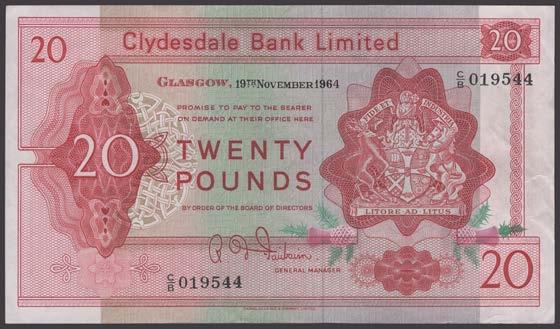 20
Clydesdale Bank Limited
20
GLASGOW, 19TH NOVEMBER 1964
C/B 019544
PROMISE TO PAY TO THE BEARER
ON DEMAND AT THEIR OFFICE HERE
FIDE ET INDUSTRIA
20
TWENTY
POUNDS
BY ORDER OF THE BOARD OF DIRECTORS
LITORE AD LITUS
GENERAL MANAGER
C/B 019544
20